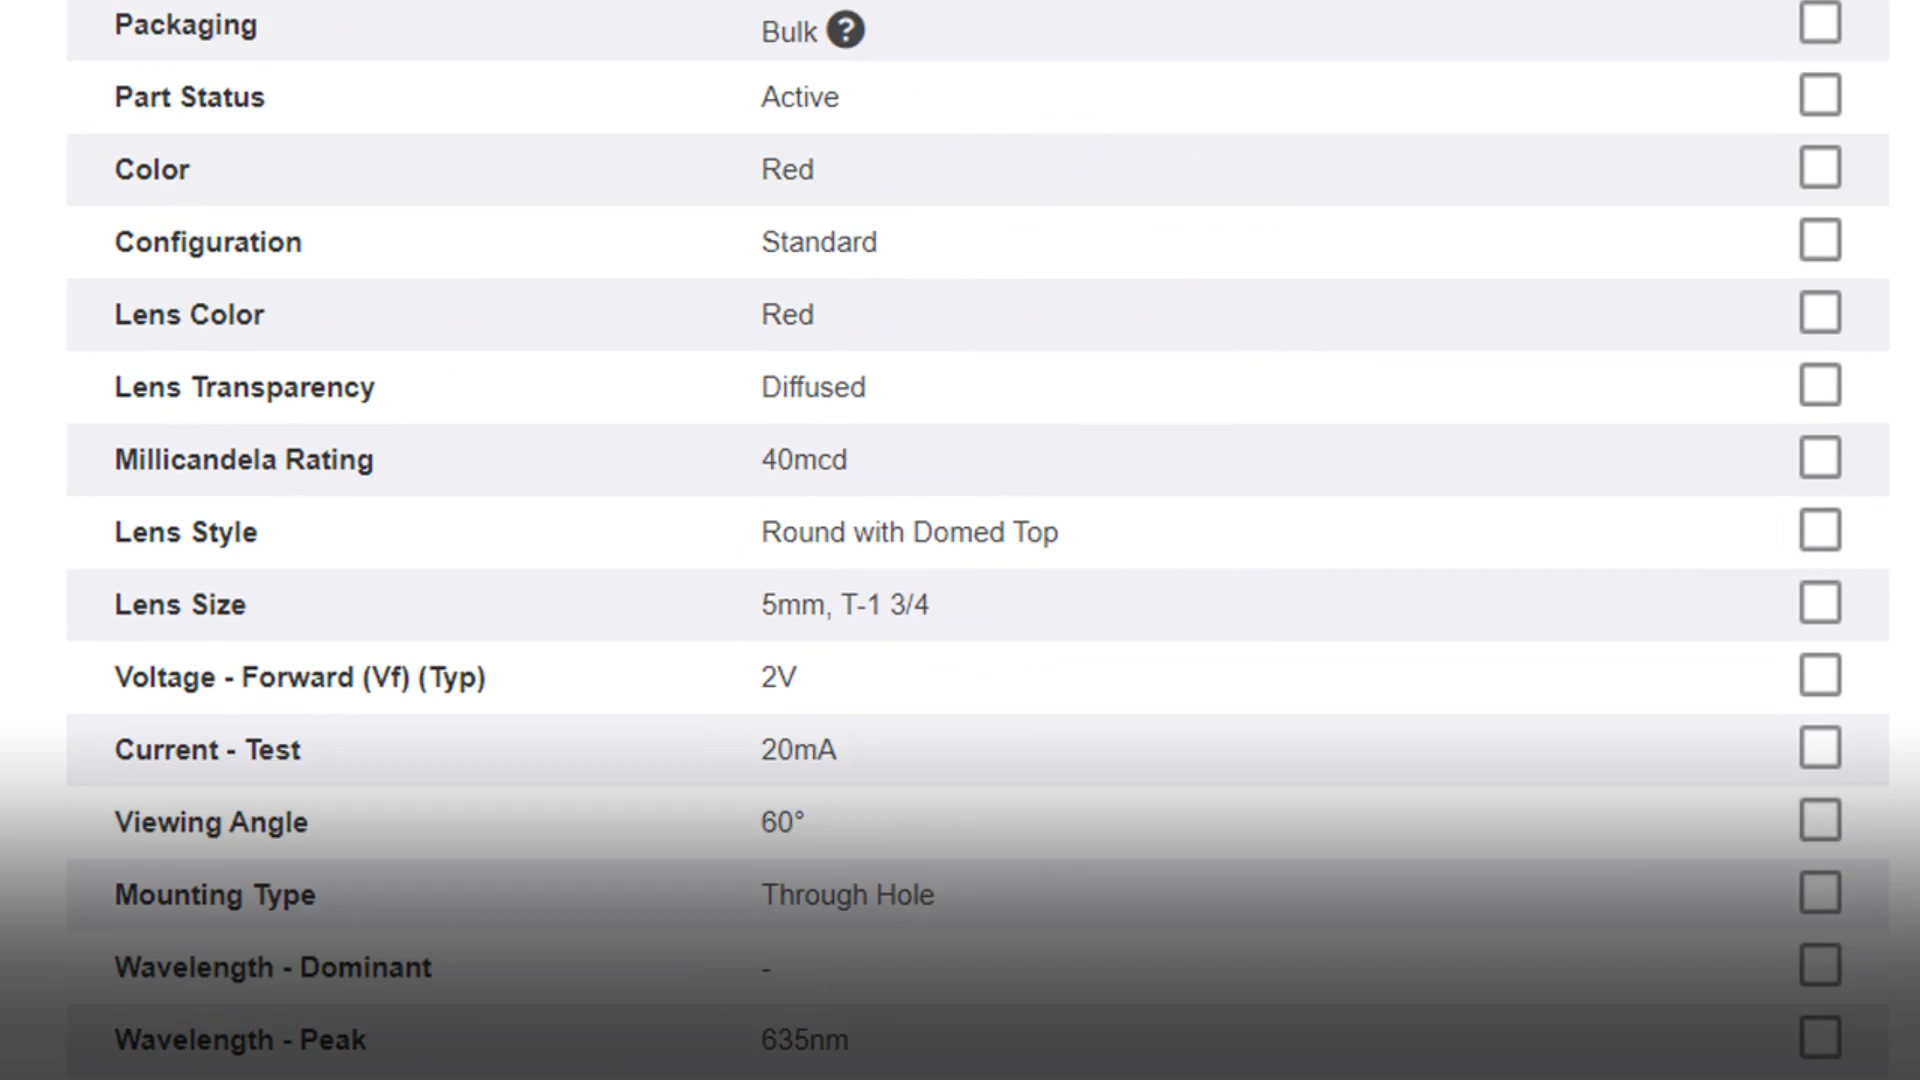 Packaging Bulk ?
Part Status Active
Color Red
Configuration Standard
Lens Color Red
Lens Transparency Diffused
Millicandela Rating 40mcd
Lens Style Round with Domed Top
Lens Size 5mm, T-1 3/4
Voltage - Forward (Vf) (Typ) 2V
Current - Test 20mA
Viewing Angle 60°
Mounting Type Through Hole
Wavelength - Dominant -
Wavelength - Peak 635nm